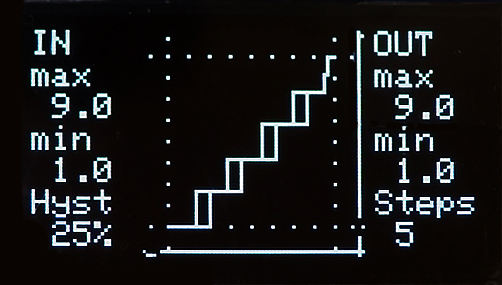 IN
max
9.0
min
1.0
Hyst
25%
OUT
max
9.0
min
1.0
Steps
5